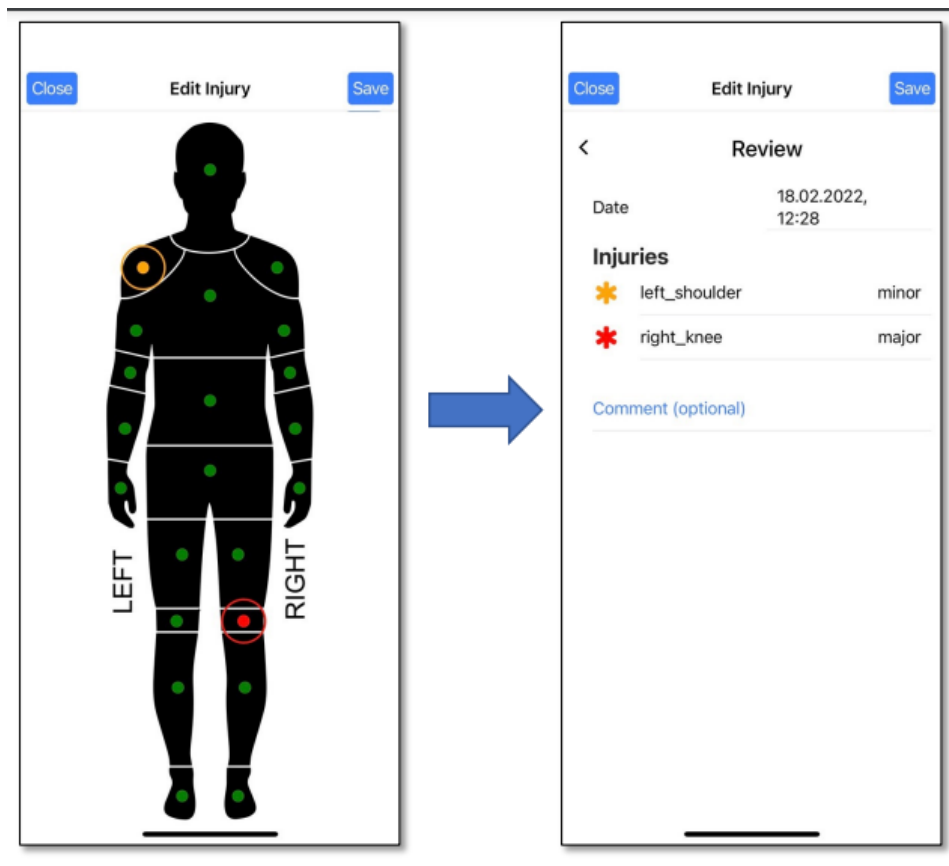 Close Edit Injury Save
LEFT
RIGHT
Close Edit Injury Save
< Review
Date 18.02.2022,
12:28
Injuries
left_shoulder minor
right_knee major
Comment (optional)